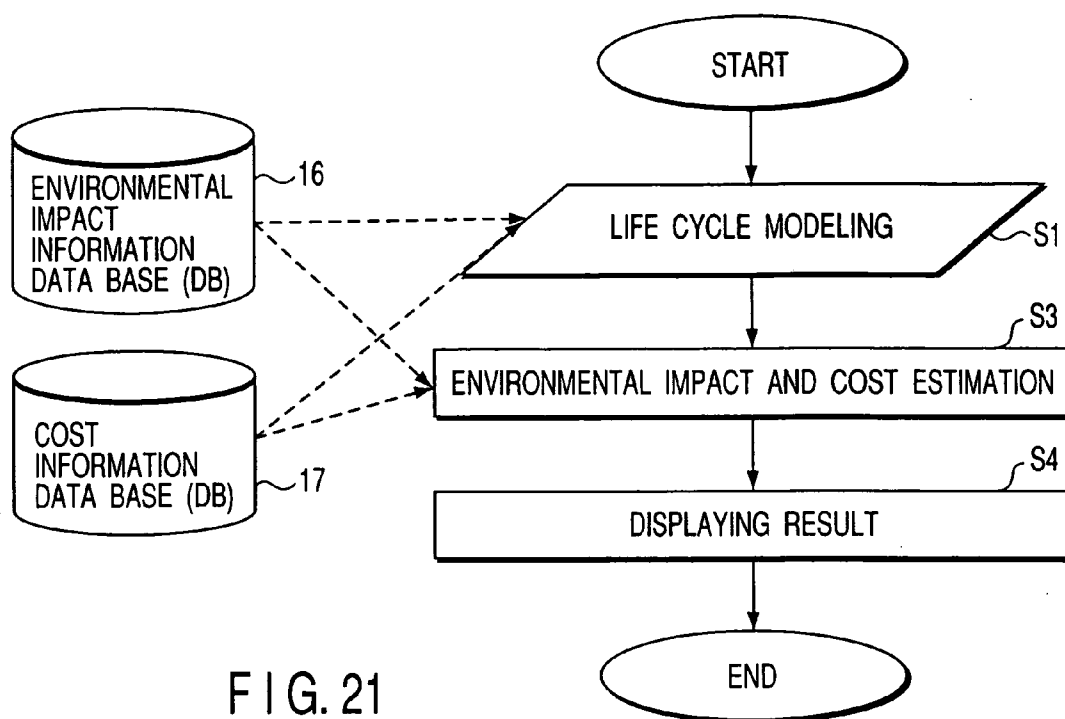 START
ENVIRONMENTAL
IMPACT
INFORMATION
DATA BASE (DB)
16
LIFE CYCLE MODELING
S1
S3
ENVIRONMENTAL IMPACT AND COST ESTIMATION
COST
INFORMATION
DATA BASE (DB)
17
S4
DISPLAYING RESULT
END
FIG. 21